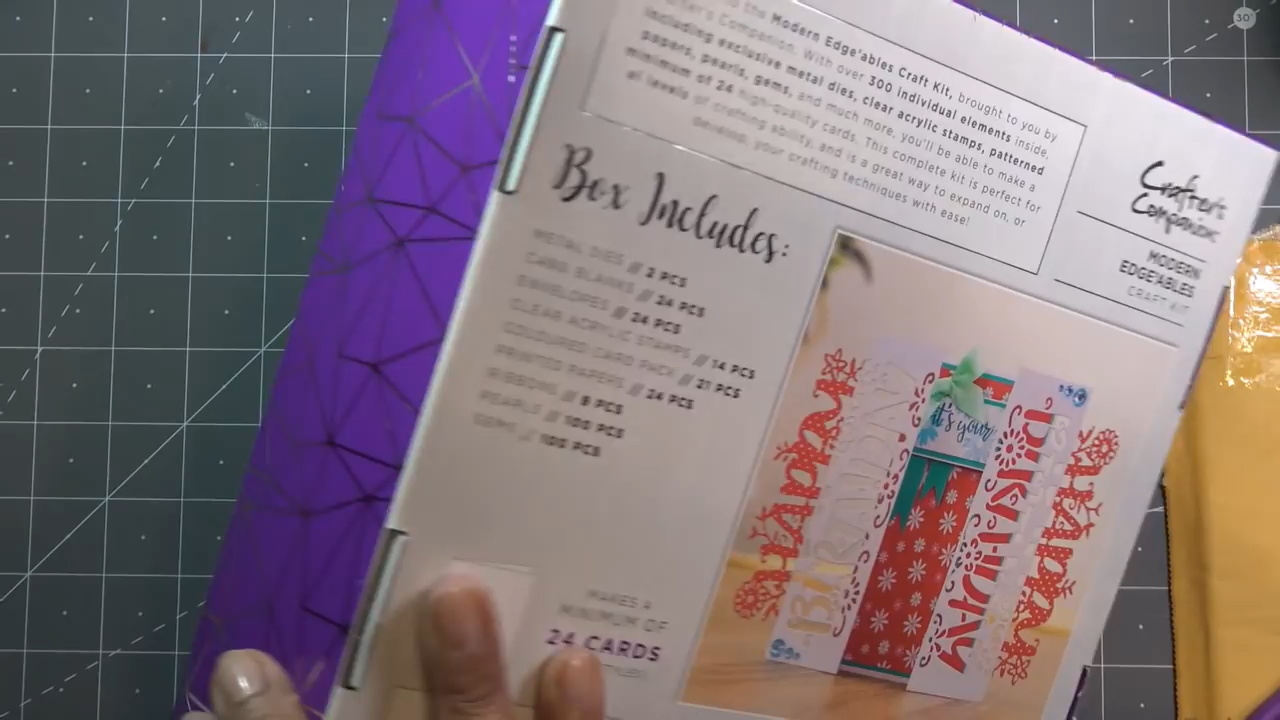 the Modern Edge'ables Craft Kit, brought to you by
Companion. With over 300 individual elements inside,
including exclusive metal dies, clear acrylic stamps, patterned
papers, pearls, gems, and much more, you'll be able to make a
minimum of 24 high-quality cards. This complete kit is perfect for
all levels of crafting ability, and is a great way to expand on, or
develop, your crafting techniques with ease!
Crafter's
Companion
MODERN
EDGE'ABLES
CRAFT KIT
Box Includes:
METAL DIES // 2 PCS
CARD BLANKS // 24 PCS
ENVELOPES // 24 PCS
CLEAR ACRYLIC STAMPS // 14 PCS
COLOURED CARD PACK // 21 PCS
PRINTED PAPERS // 24 PCS
RIBBONS // 9 PCS
PEARLS // 100 PCS
GEMS // 100 PCS
HAPPY
BIRTHDAY
it's your
BIRTHDAY
HAPPY
MAKES A
MINIMUM OF
24 CARDS
30°